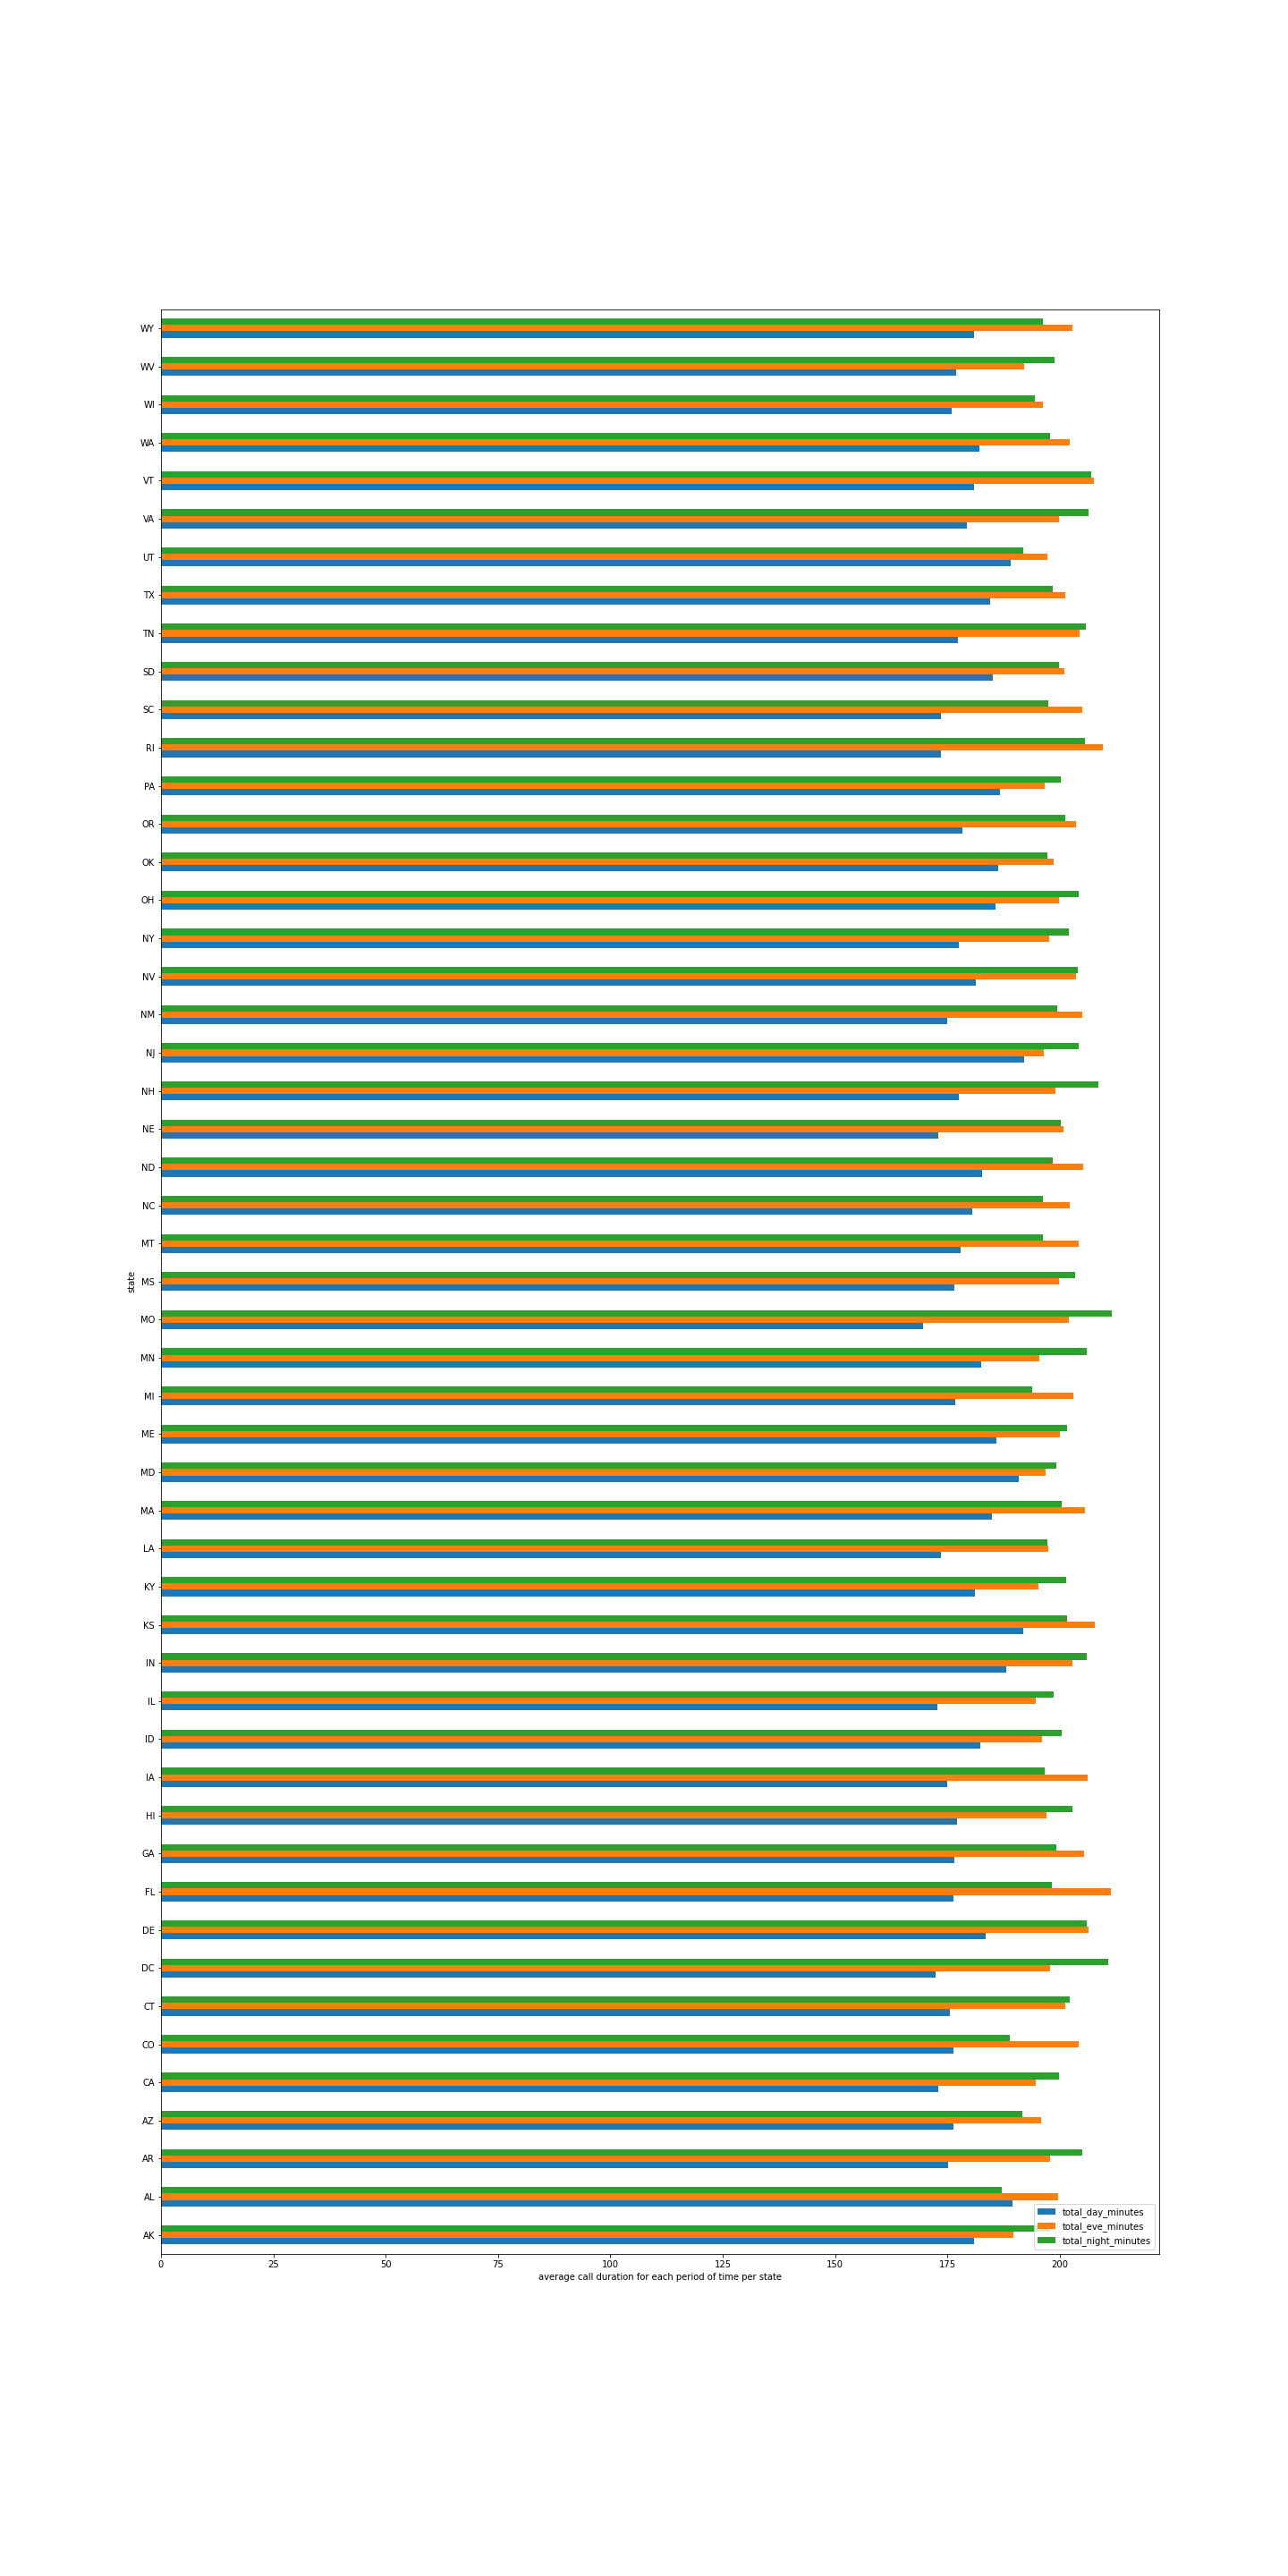 WY
WV
WI
WA
VT
VA
UT
TX
TN
SD
SC
RI
PA
OR
OK
OH
NY
NV
NM
NJ
NH
NE
ND
NC
MT
MS
state
MO
MN
MI
ME
MD
MA
LA
KY
KS
IN
IL
ID
IA
HI
GA
FL
DE
DC
CT
CO
CA
AZ
AR
AL
AK
total_day_minutes
total_eve_minutes
total_night_minutes
0 25 50 75 100 125 150 175 200
average call duration for each period of time per state